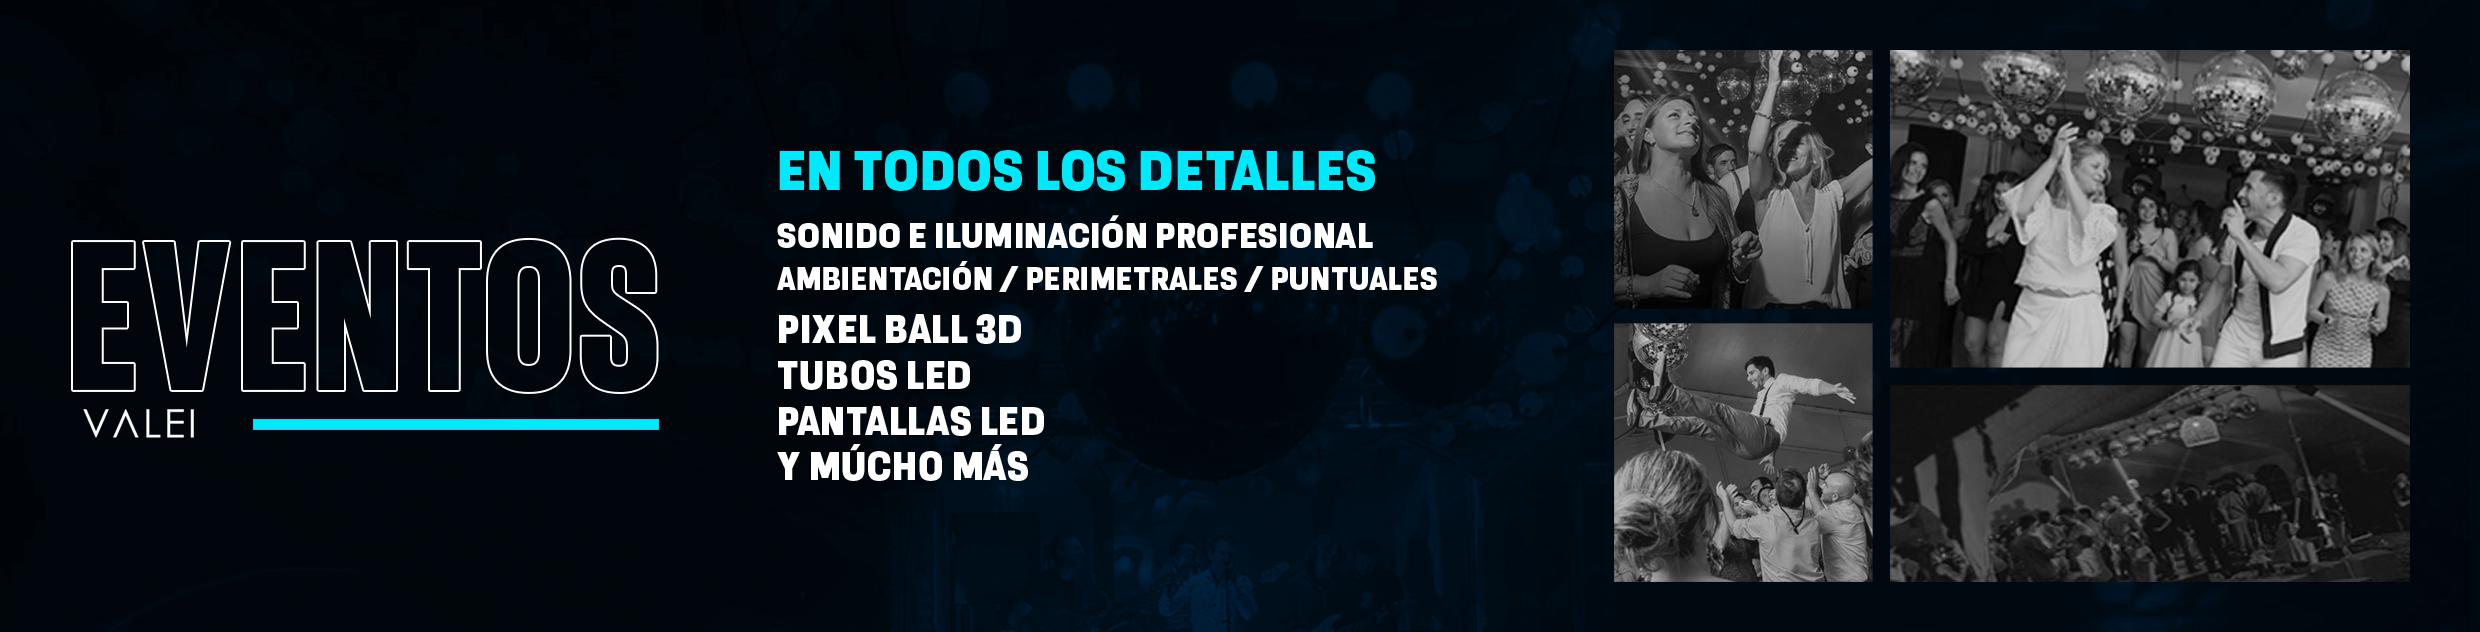 EVENTOS
VALEI
EN TODOS LOS DETALLES
SONIDO E ILUMINACIÓN PROFESIONAL
AMBIENTACIÓN / PERIMETRALES / PUNTUALES
PIXEL BALL 3D
TUBOS LED
PANTALLAS LED
Y MÚCHO MÁS